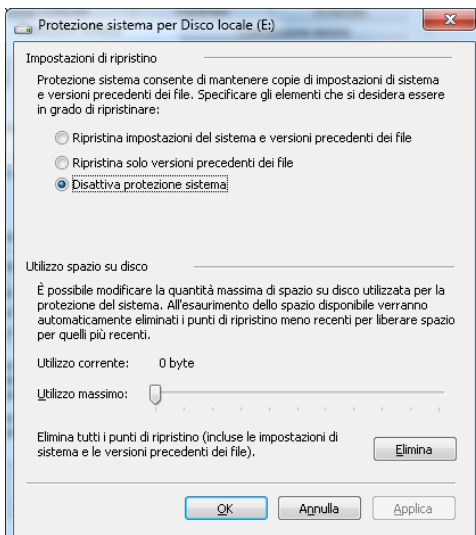 Protezione sistema per Disco locale (E:)
Impostazioni di ripristino
Protezione sistema consente di mantenere copie di impostazioni di sistema
e versioni precedenti dei file. Specificare gli elementi che si desidera essere
in grado di ripristinare:
Ripristina impostazioni del sistema e versioni precedenti dei file
Ripristina solo versioni precedenti dei file
Disattiva protezione sistema
Utilizzo spazio su disco
È possibile modificare la quantità massima di spazio su disco utilizzata per la
protezione del sistema. All'esaurimento dello spazio disponibile verranno
automaticamente eliminati i punti di ripristino meno recenti per liberare spazio
per quelli più recenti.
Utilizzo corrente: 0 byte
Utilizzo massimo:
Elimina tutti i punti di ripristino (incluse le impostazioni di
sistema e le versioni precedenti dei file).
Elimina
OK Annulla Applica